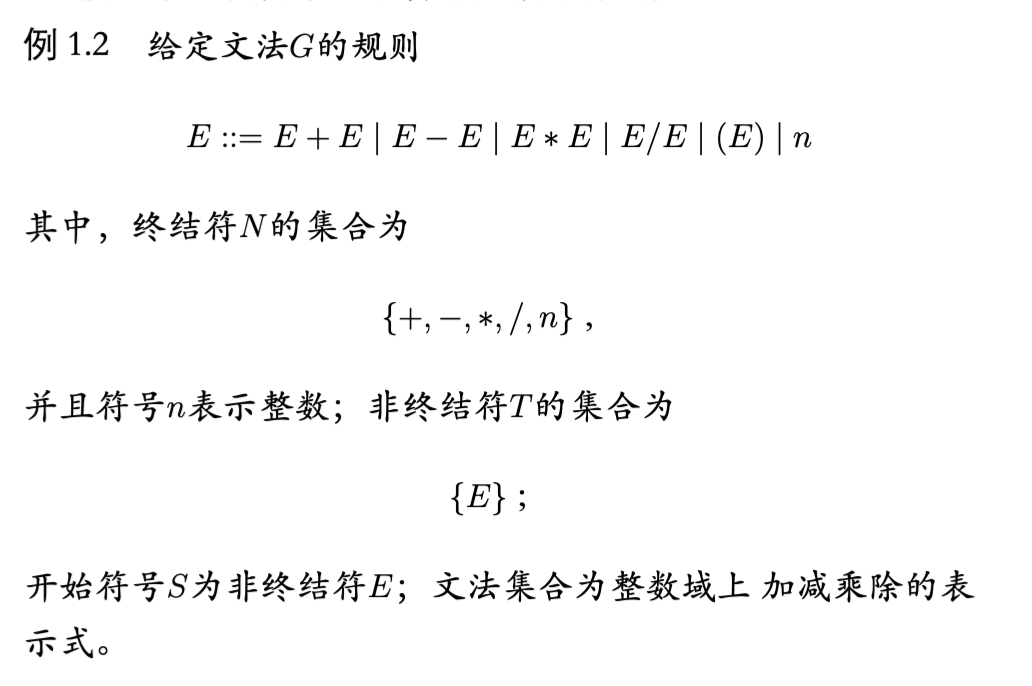 例 1.2 给定文法G的规则
E ::= E + E | E − E | E ∗ E | E/E | (E) | n
其中，终结符N的集合为
{+, −, ∗, /, n}，
并且符号n表示整数；非终结符T的集合为
{E}；
开始符号S为非终结符E；文法集合为整数域上 加减乘除的表
示式。